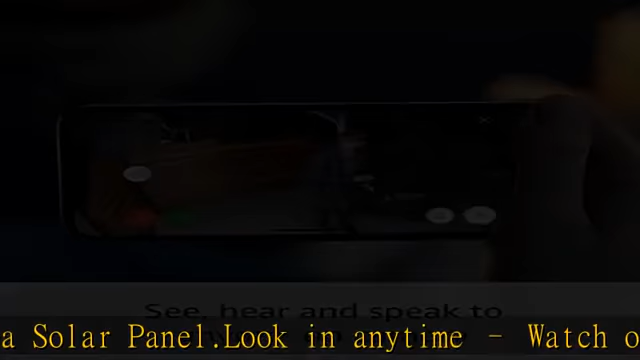 See, hear and speak to
a Solar Panel.Look in anytime - Watch o